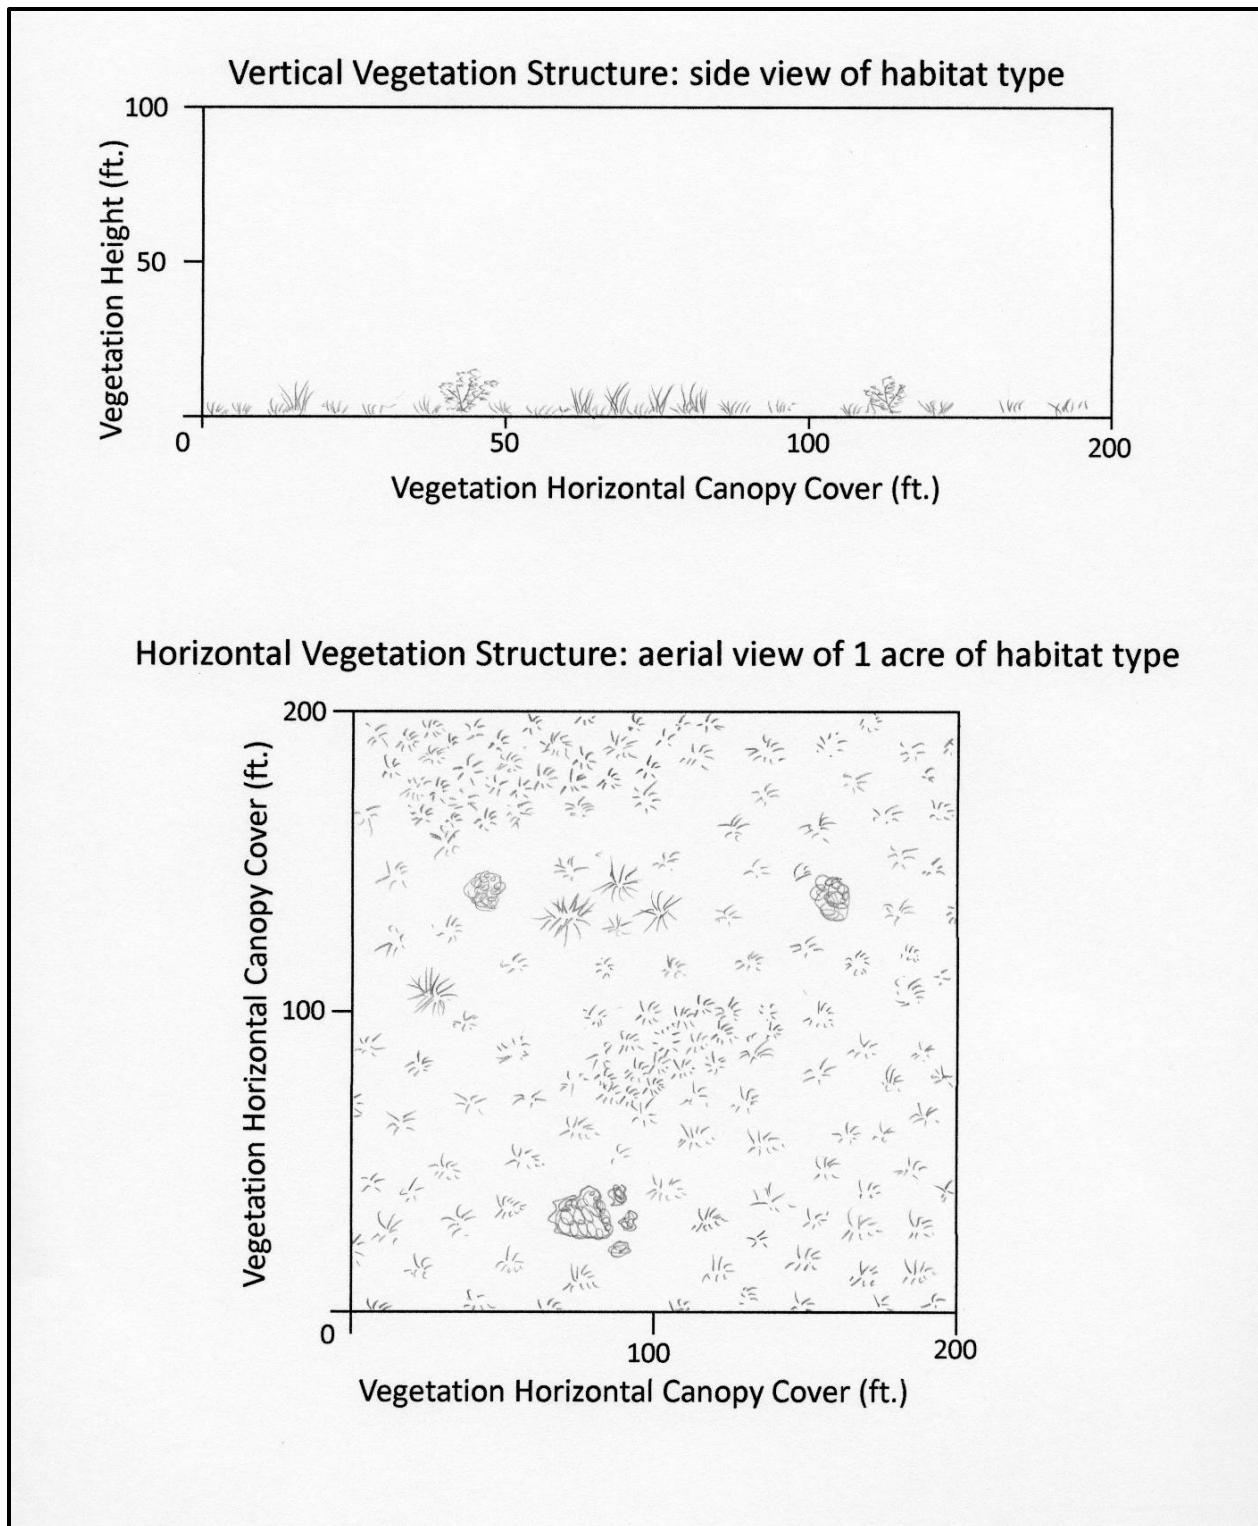 Vertical Vegetation Structure: side view of habitat type
100
Vegetation Height (ft.)
50
0
50
100
200
Vegetation Horizontal Canopy Cover (ft.)
Horizontal Vegetation Structure: aerial view of 1 acre of habitat type
200
Vegetation Horizontal Canopy Cover (ft.)
100
0
100
200
Vegetation Horizontal Canopy Cover (ft.)